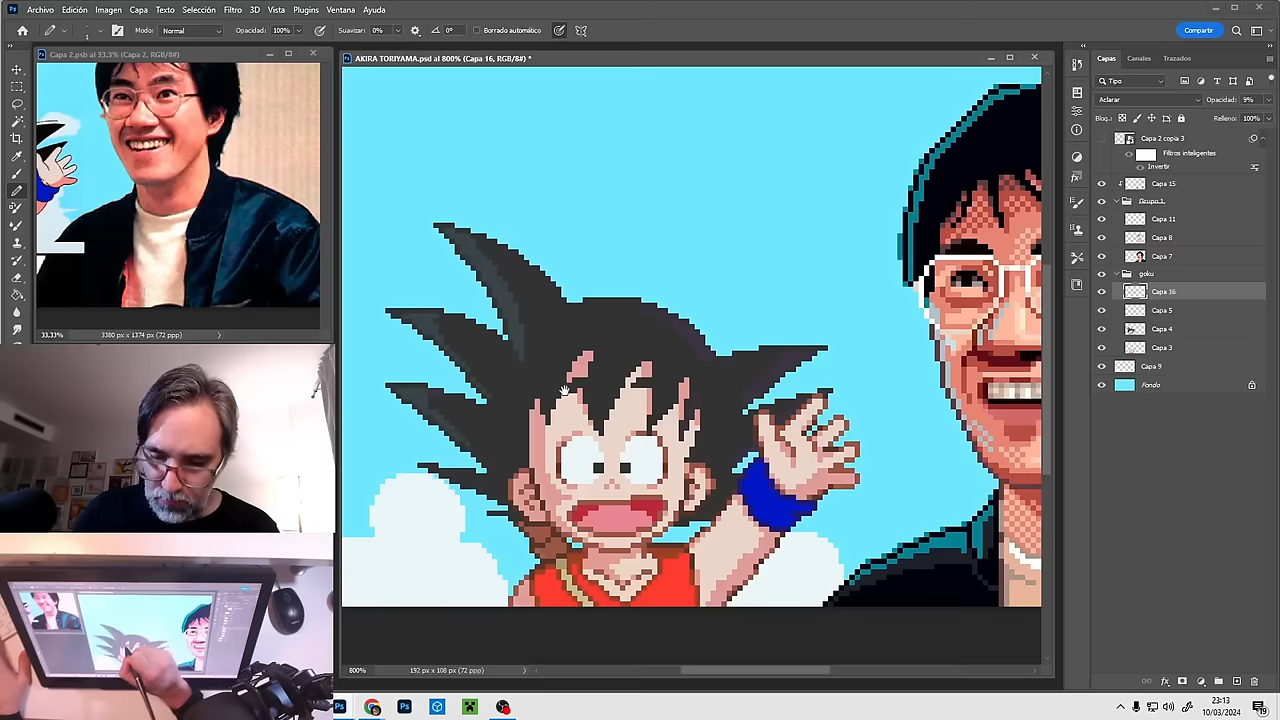 Archivo Edición Imagen Capa Texto Selección Filtro 3D Vista Plugins Ventana Ayuda
1 Modo: Normal Opacidad: 100% Suavizar: 0% 0° Borrado automático Compartir
Capa 2.psb al 33,3% (Capa 2, RGB/8#)
33,33% 3380 px x 1374 px (72 ppp)
AKIRA TORIYAMA.psd al 800% (Capa 16, RGB/8#) *
800% 192 px x 108 px (72 ppp)
Capas Canales Trazados
Tipo
Aclarar Opacidad: 9%
Bloq.: Relleno: 100%
Capa 2 copia 3
Filtros inteligentes
Invertir
Capa 15
Grupo 1
Capa 11
Capa 8
Capa 7
goku
Capa 16
Capa 5
Capa 4
Capa 3
Capa 9
Fondo
fx
22:13
10/03/2024